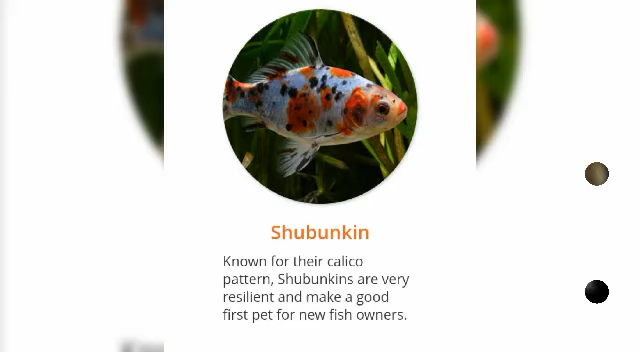 Shubunkin
Known for their calico
pattern, Shubunkins are very
resilient and make a good
first pet for new fish owners.